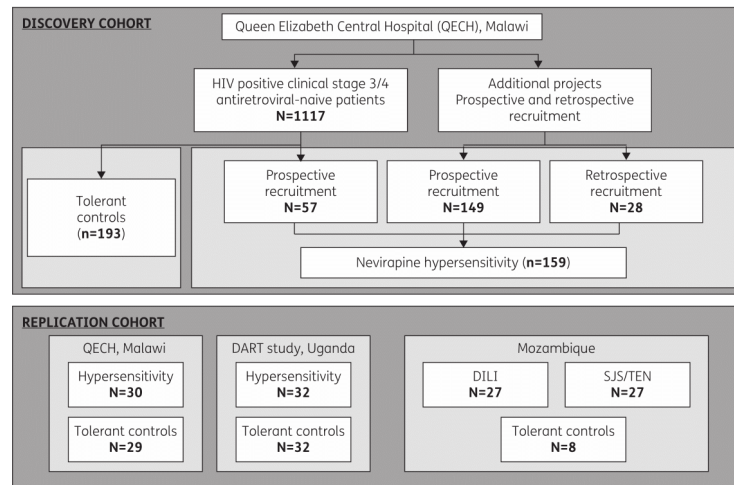 DISCOVERY COHORT
Queen Elizabeth Central Hospital (QECH), Malawi
HIV positive clinical stage 3/4
antiretroviral-naive patients
N=1117
Additional projects
Prospective and retrospective
recruitment
Tolerant
controls
(n=193)
Prospective
recruitment
N=57
Prospective
recruitment
N=149
Retrospective
recruitment
N=28
Nevirapine hypersensitivity (n=159)
REPLICATION COHORT
QECH, Malawi
Hypersensitivity
N=30
Tolerant controls
N=29
DART study, Uganda
Hypersensitivity
N=32
Tolerant controls
N=32
Mozambique
DILI
N=27
SJS/TEN
N=27
Tolerant controls
N=8